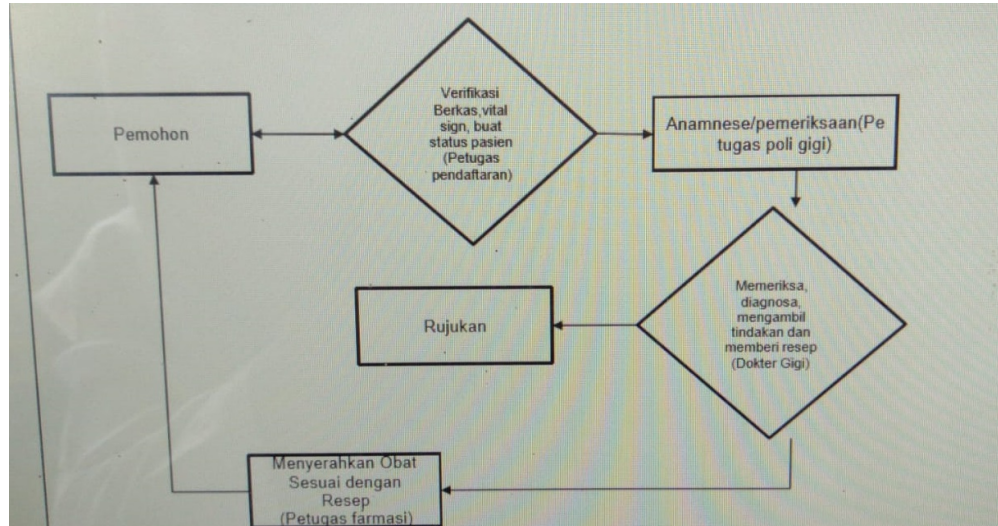 Pemohon
Verifikasi
Berkas,vital
sign, buat
status pasien
(Petugas
pendaftaran)
Anamnese/pemeriksaan(Pe
tugas poli gigi)
Memeriksa,
diagnosa,
mengambil
tindakan dan
memberi resep
(Dokter Gigi)
Rujukan
Menyerahkan Obat
Sesuai dengan
Resep
(Petugas farmasi)